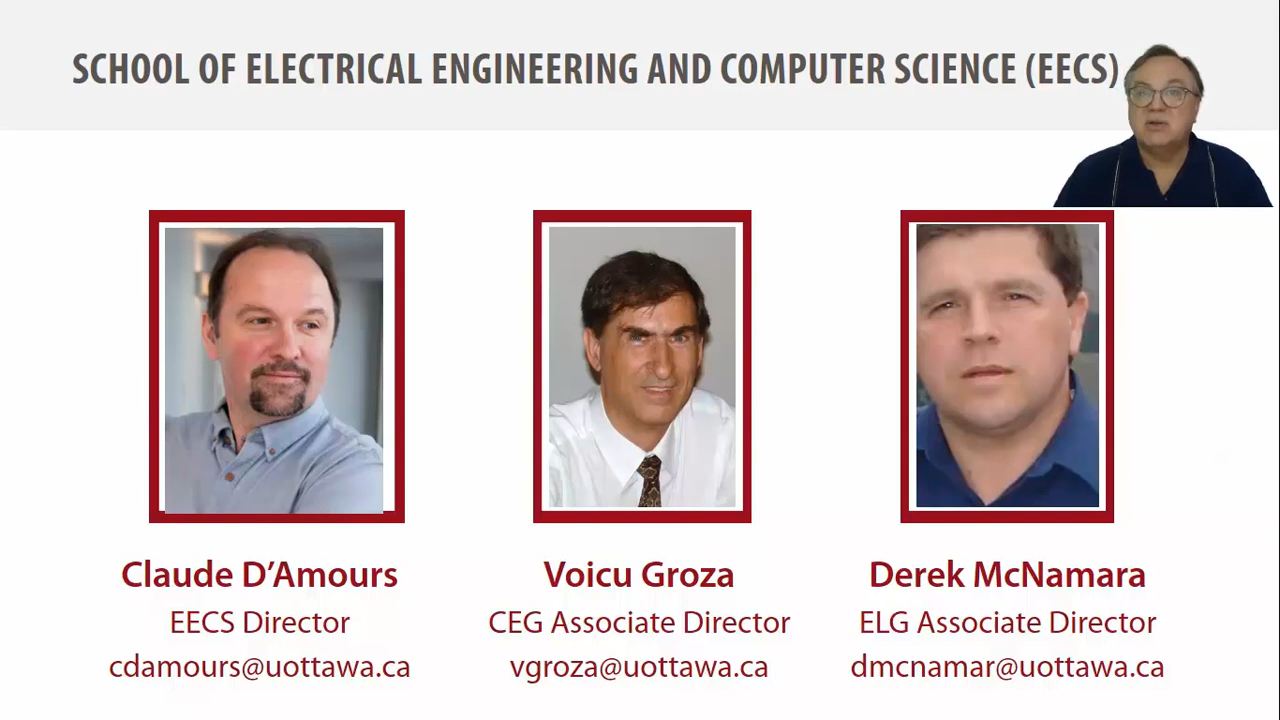 SCHOOL OF ELECTRICAL ENGINEERING AND COMPUTER SCIENCE (EECS)
Claude D’Amours
EECS Director
cdamours@uottawa.ca
Voicu Groza
CEG Associate Director
vgroza@uottawa.ca
Derek McNamara
ELG Associate Director
dmcnamar@uottawa.ca